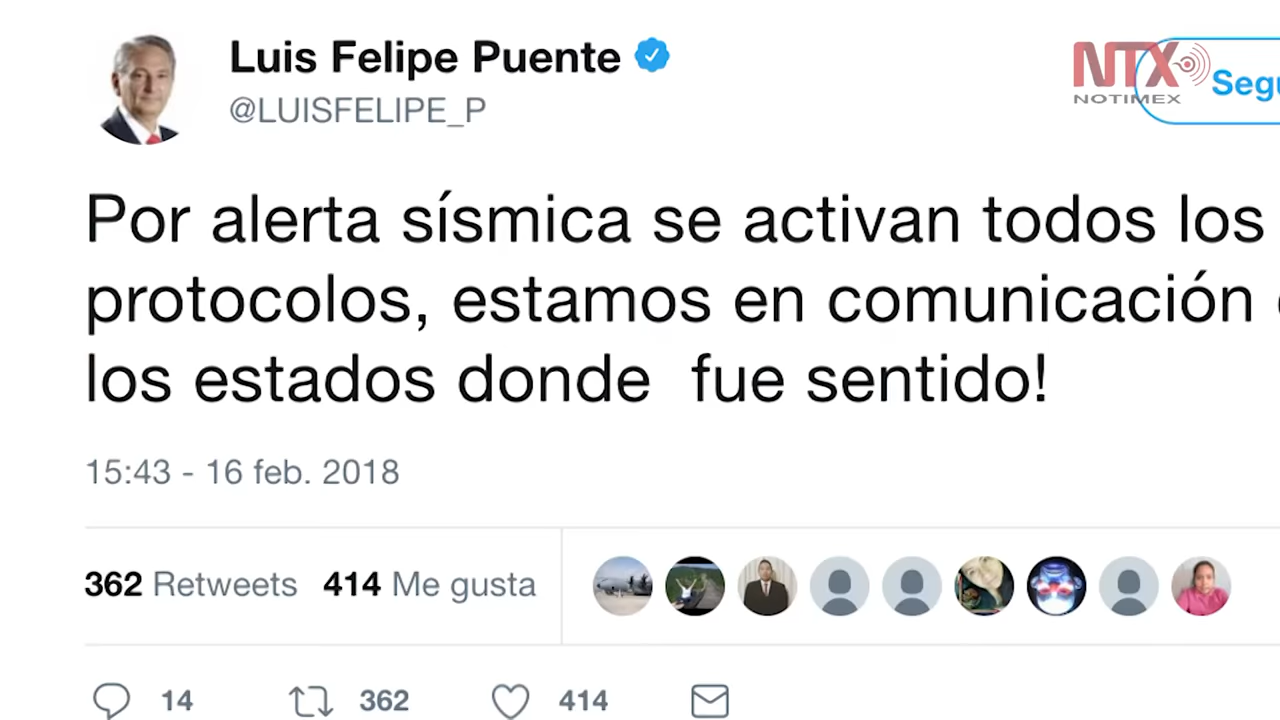 Luis Felipe Puente
@LUISFELIPE_P
NTX
NOTIMEX
Por alerta sísmica se activan todos los
protocolos, estamos en comunicación
los estados donde  fue sentido!
15:43 - 16 feb. 2018
362 Retweets 414 Me gusta
14 362 414